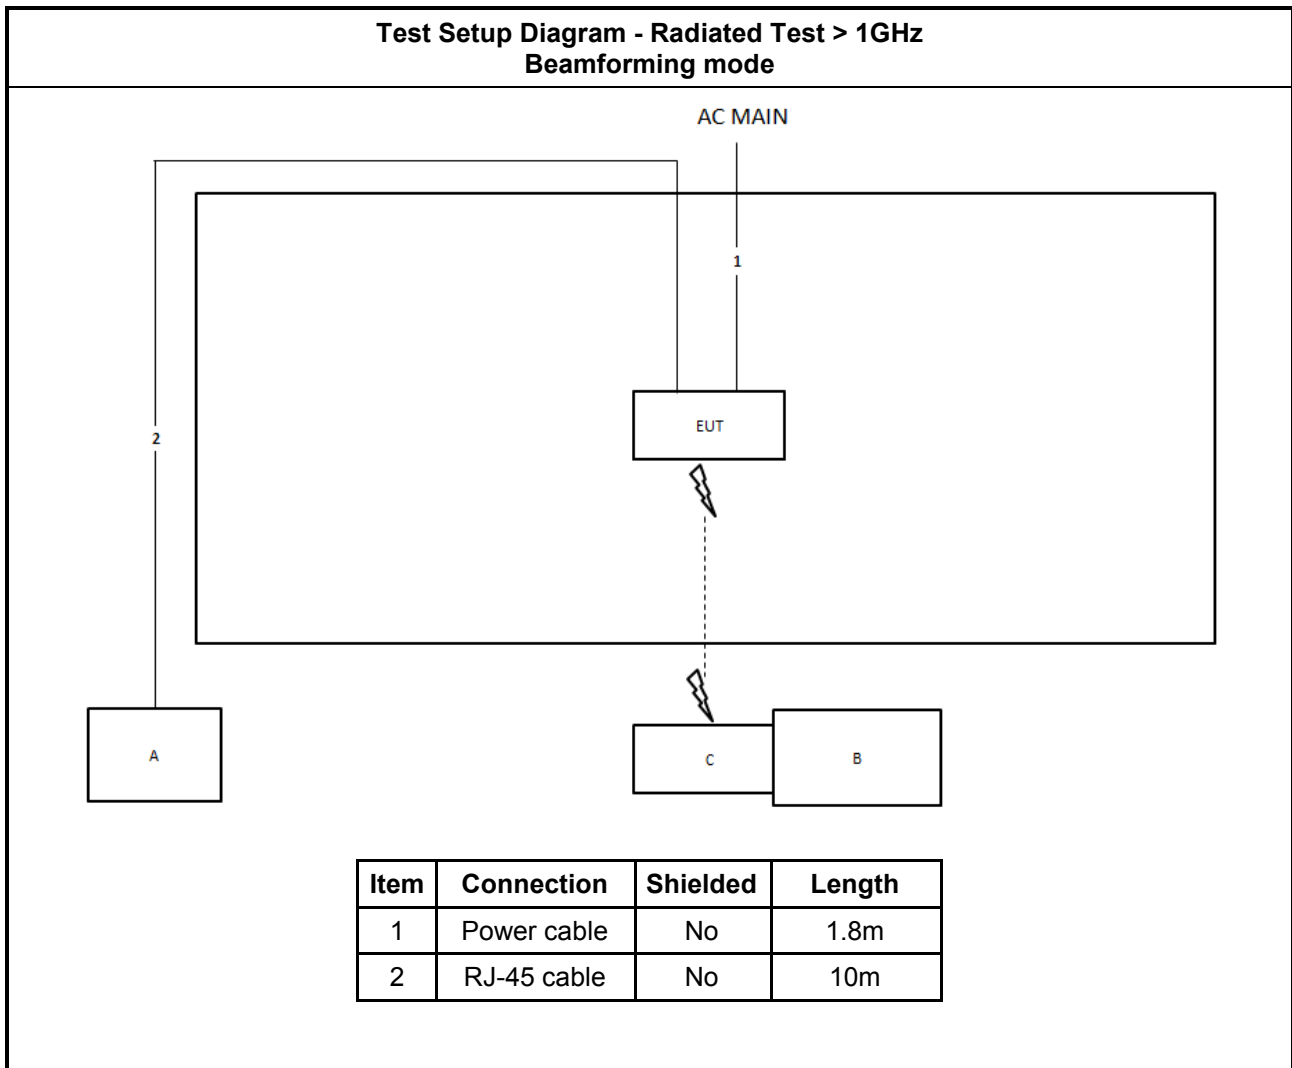 Test Setup Diagram - Radiated Test > 1GHz
Beamforming mode
AC MAIN
1
2
EUT
A
C
B
Item Connection Shielded Length
1 Power cable No 1.8m
2 RJ-45 cable No 10m